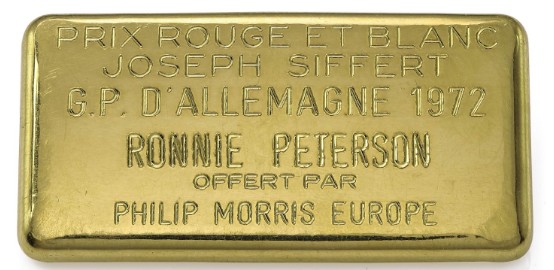 PRIX ROUGE ET BLANC
JOSEPH SIFFERT
G.P. D'ALLEMAGNE 1972
RONNIE PETERSON
OFFERT PAR
PHILIP MORRIS EUROPE